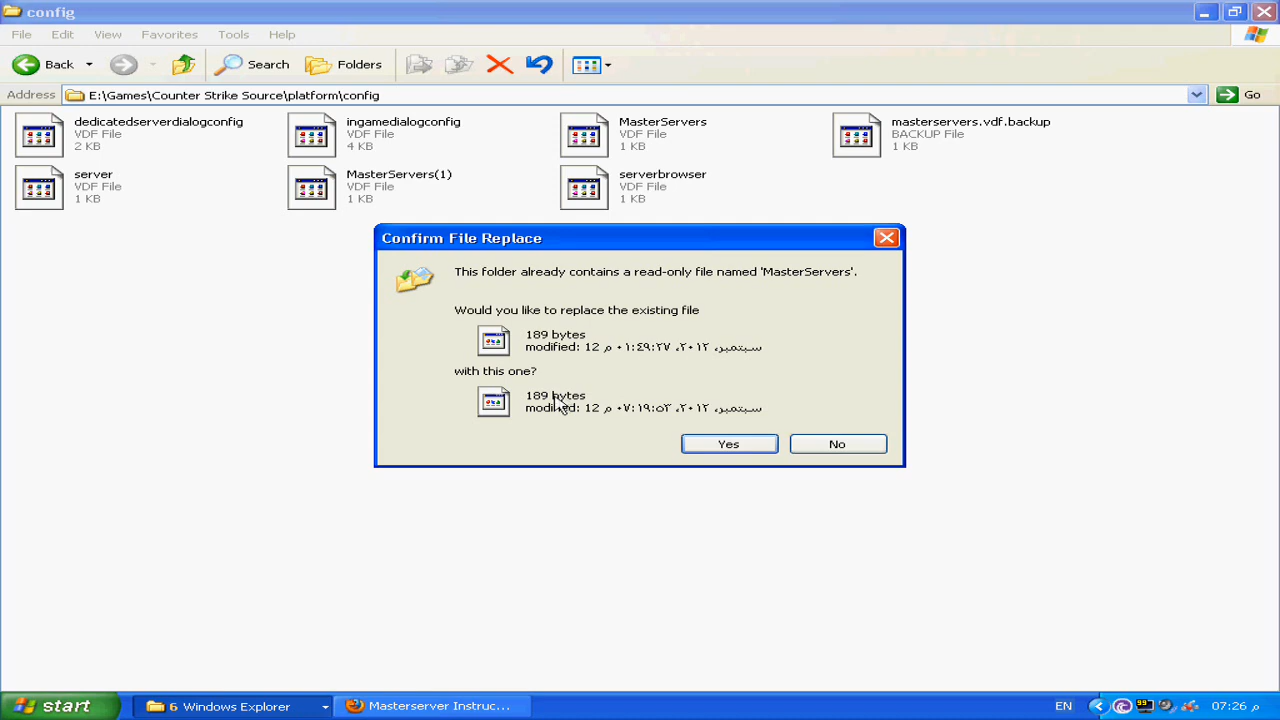 config
File Edit View Favorites Tools Help
Back Search Folders
Address E:\Games\Counter Strike Source\platform\config Go
dedicatedserverdialogconfig
VDF File
2 KB
ingamedialogconfig
VDF File
4 KB
MasterServers
VDF File
1 KB
masterservers.vdf.backup
BACKUP File
1 KB
server
VDF File
1 KB
MasterServers(1)
VDF File
1 KB
serverbrowser
VDF File
1 KB
Confirm File Replace
This folder already contains a read-only file named 'MasterServers'.
Would you like to replace the existing file
189 bytes
modified: 12 سبتمبر، ٢٠١٢، ٠١:٤٩:٢٧ م
with this one?
189 bytes
modified: 12 سبتمبر، ٢٠١٢، ٠٧:١٩:٥٣ م
Yes No
start 6 Windows Explorer Masterserver Instruc... EN 99 07:26 م